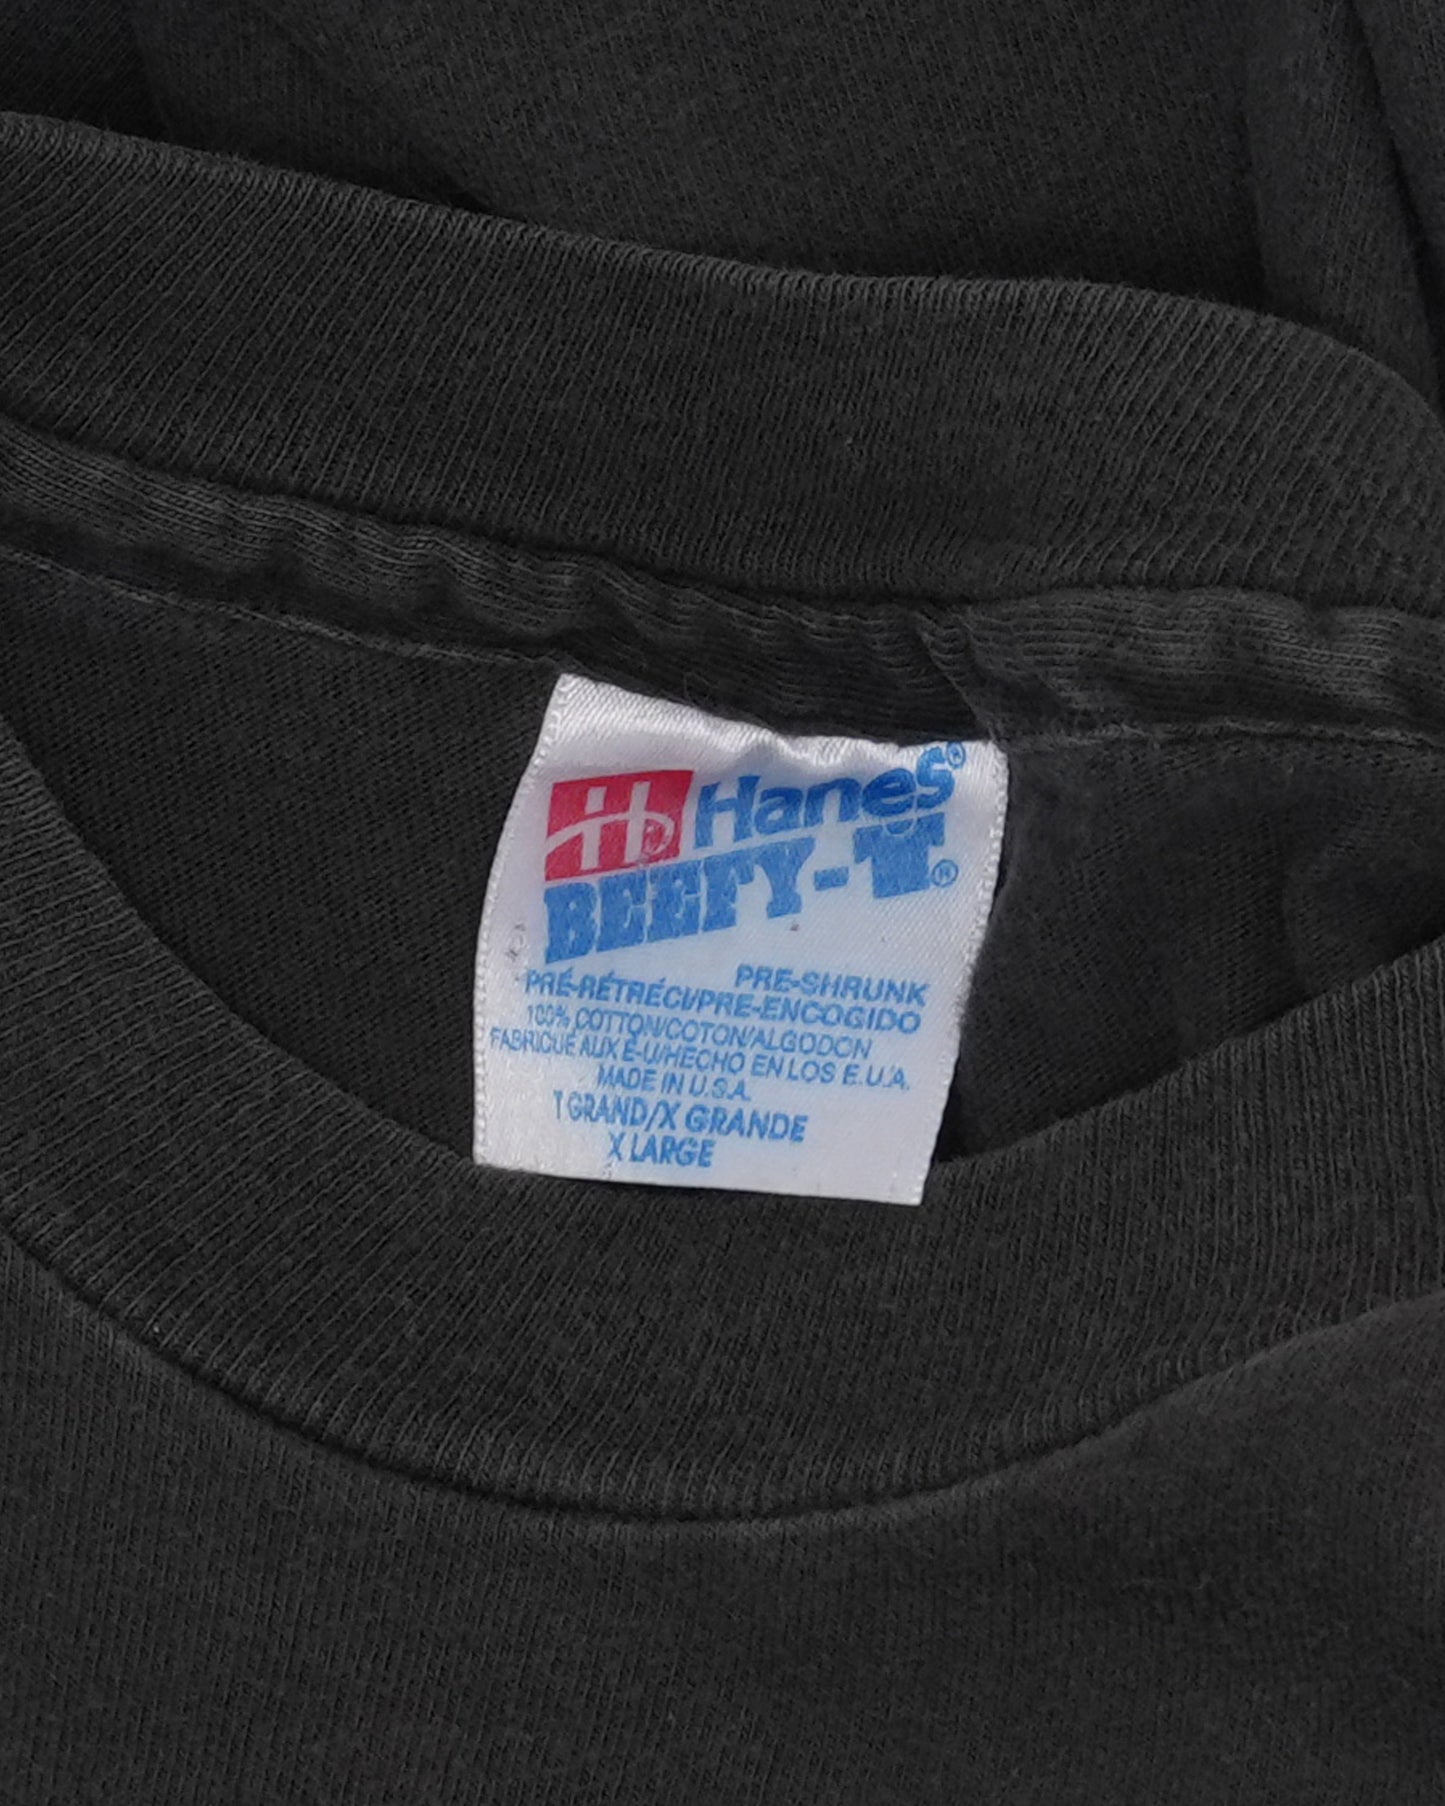 H Hanes®
BEEFY-T®
PRE-SHRUNK
PRÉ-RÉTRÉCI/PRE-ENCOGIDO
100% COTTON/COTON/ALGODON
FABRIQUE AUX É-U/HECHO EN LOS E.U.A.
MADE IN U.S.A.
T GRAND/X GRANDE
X LARGE